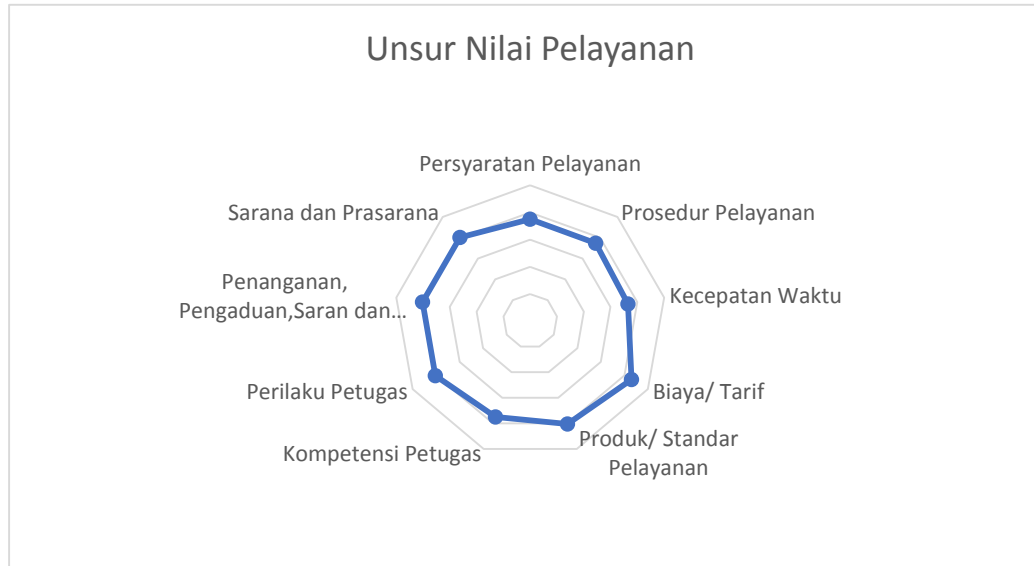 Unsur Nilai Pelayanan
Persyaratan Pelayanan
Prosedur Pelayanan
Kecepatan Waktu
Biaya/ Tarif
Produk/ Standar
Pelayanan
Kompetensi Petugas
Perilaku Petugas
Penanganan,
Pengaduan,Saran dan…
Sarana dan Prasarana